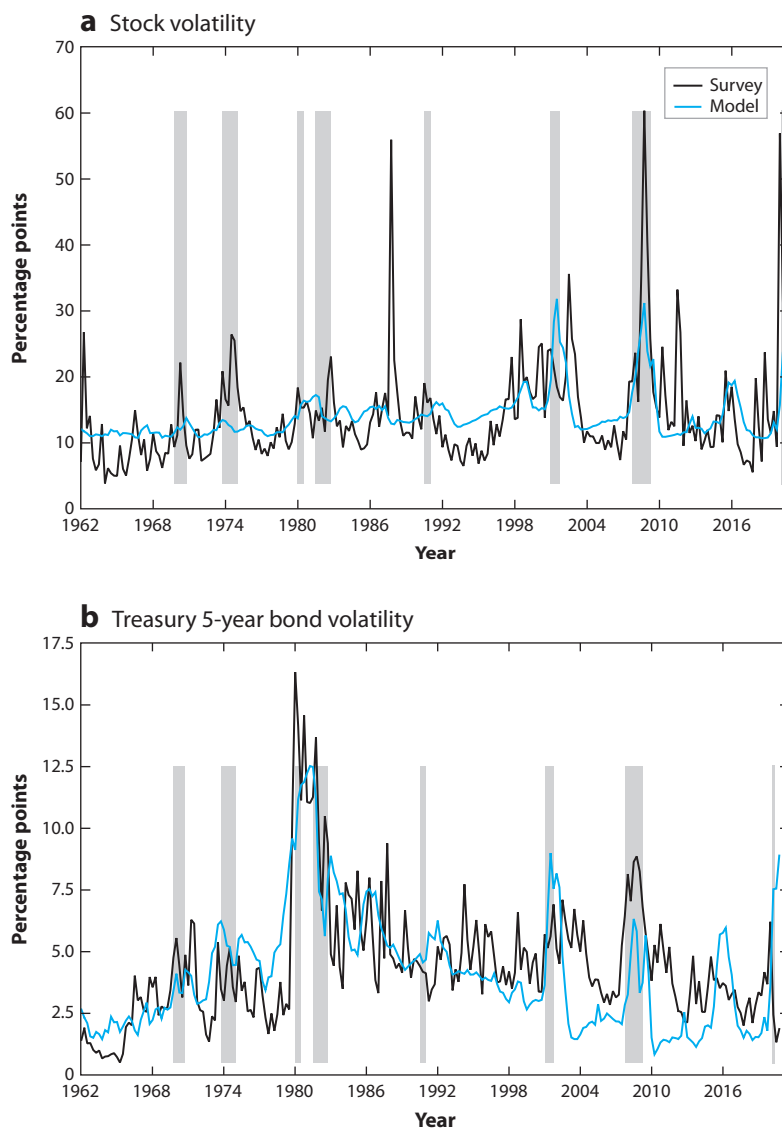 a Stock volatility
70
60
50
40
30
20
10
0
Percentage points
Survey
Model
1962 1968 1974 1980 1986 1992 1998 2004 2010 2016
Year
b Treasury 5-year bond volatility
17.5
15.0
12.5
10.0
7.5
5.0
2.5
0
Percentage points
1962 1968 1974 1980 1986 1992 1998 2004 2010 2016
Year